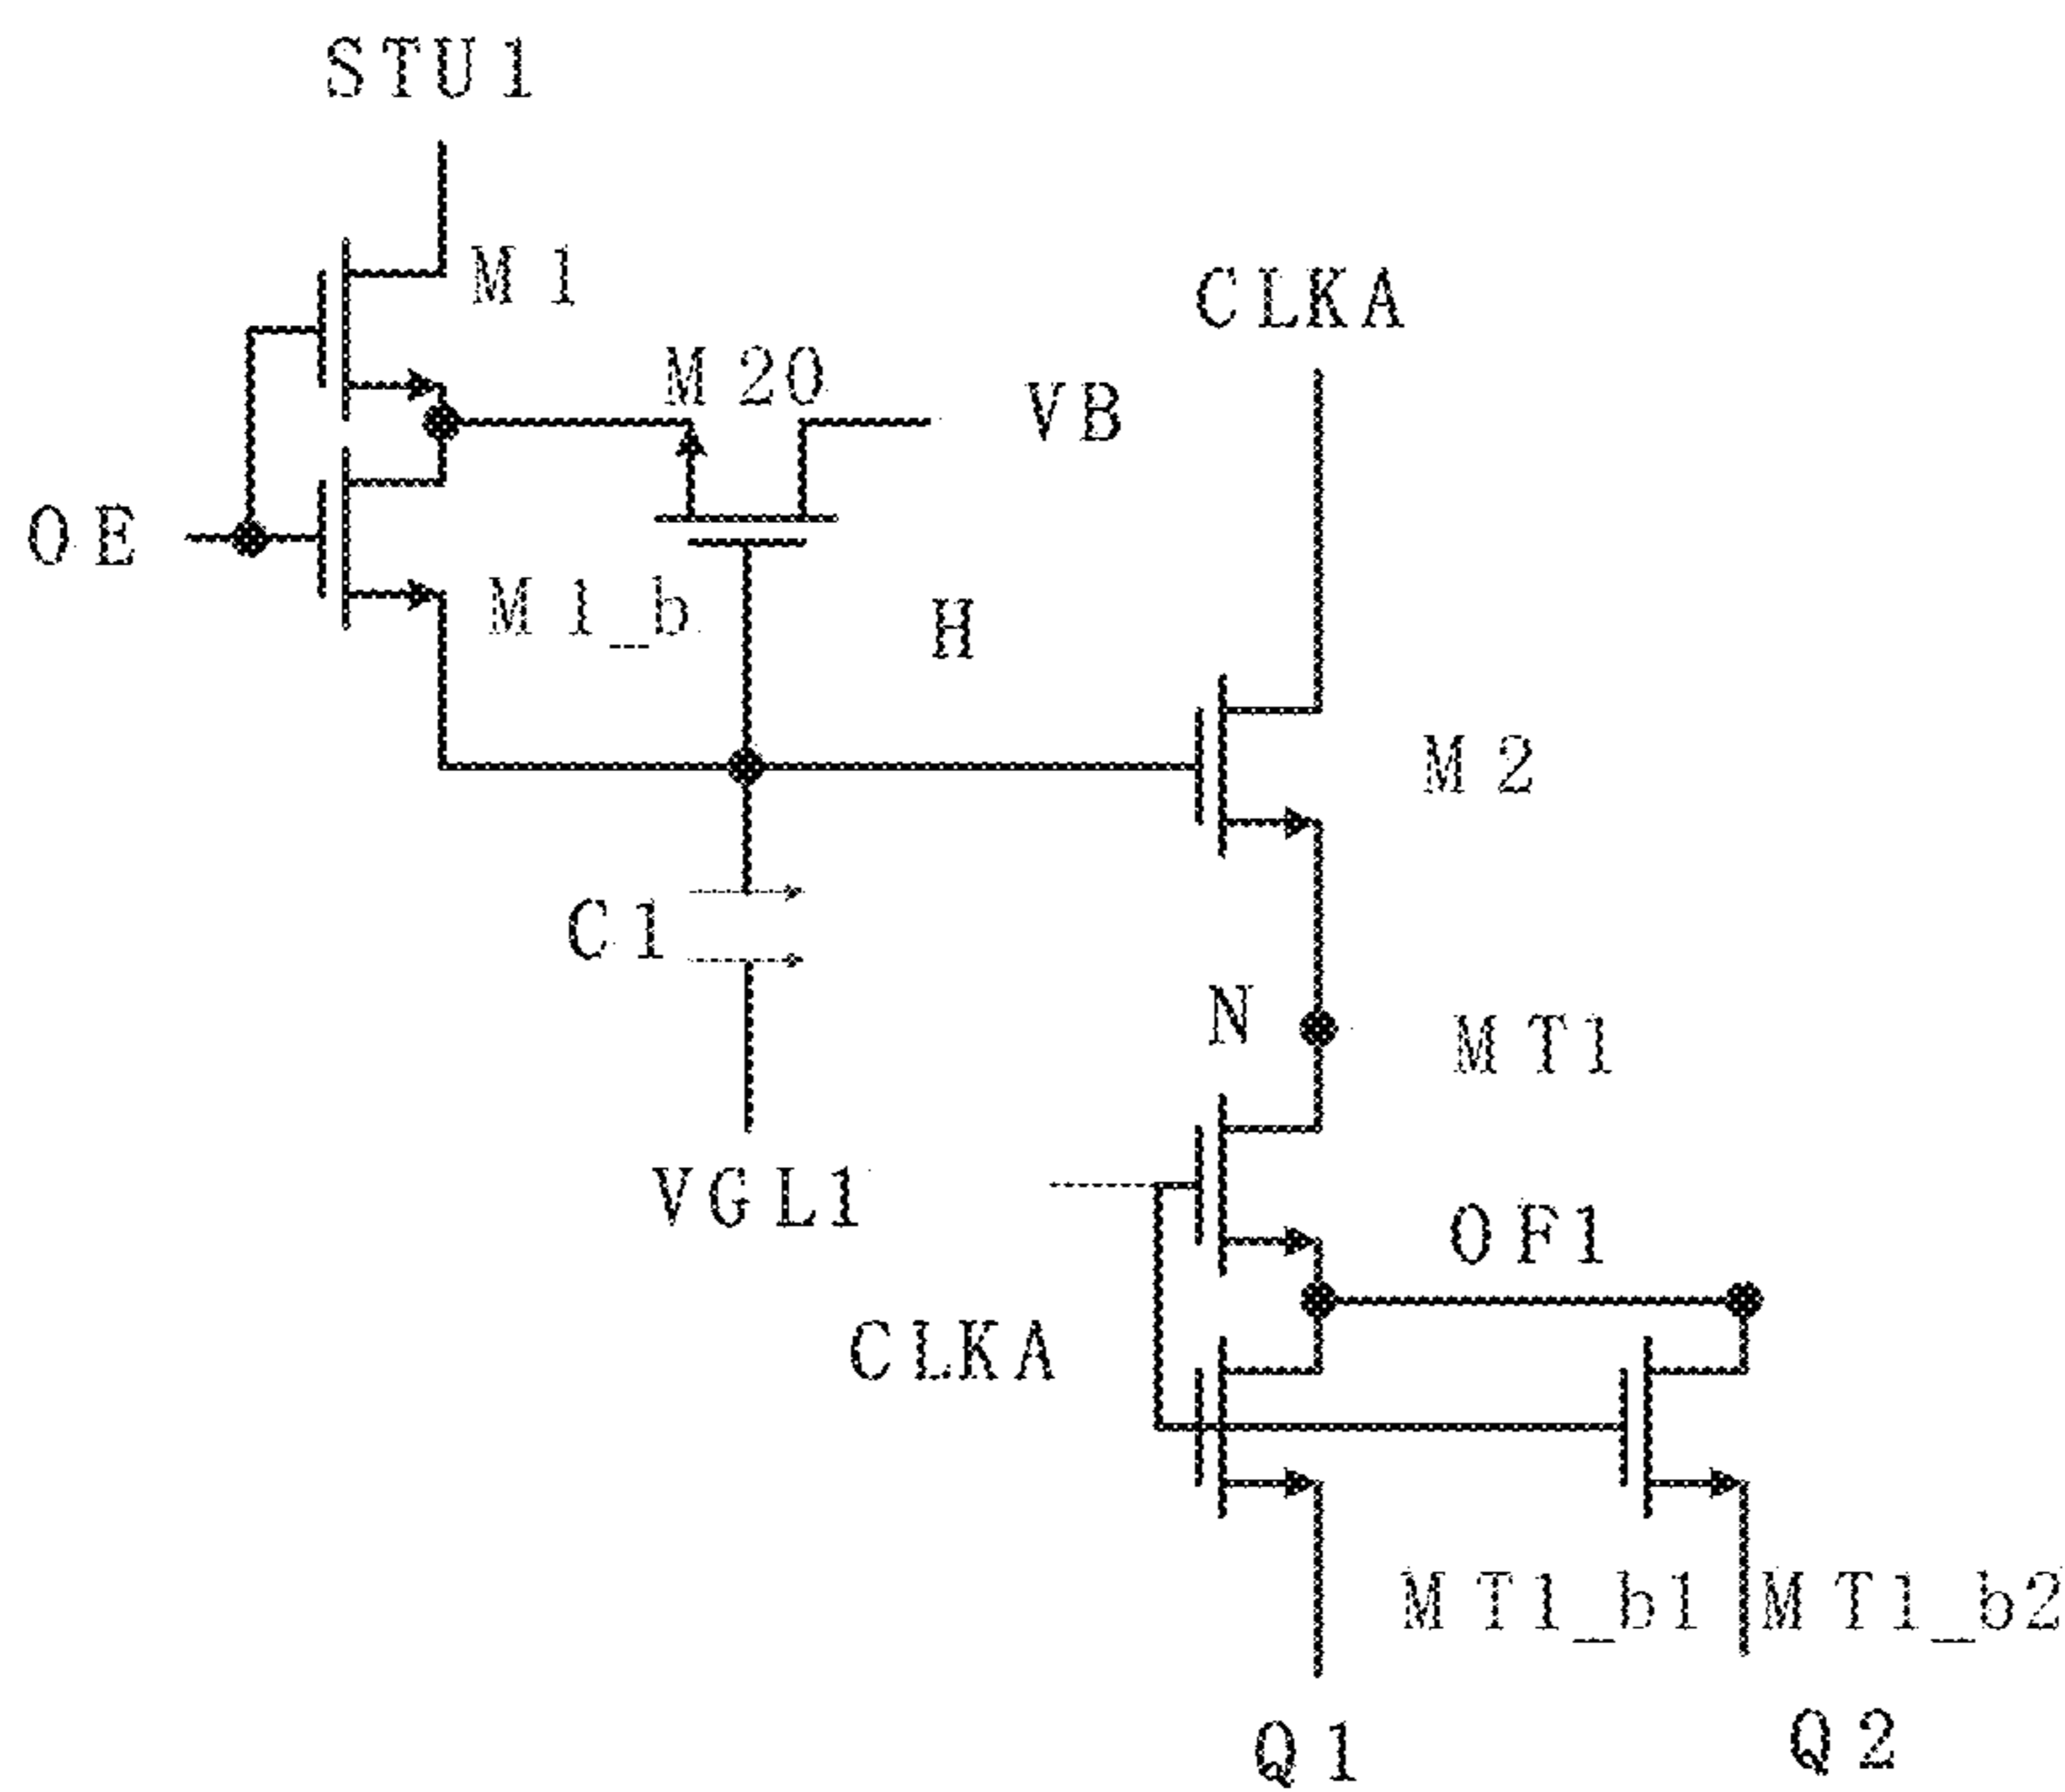 STU1
M1
CLKA
M20
VB
OE
M1_b
H
M2
C1
N
MT1
VGL1
OF1
CLKA
MT1_b1
MT1_b2
Q1
Q2